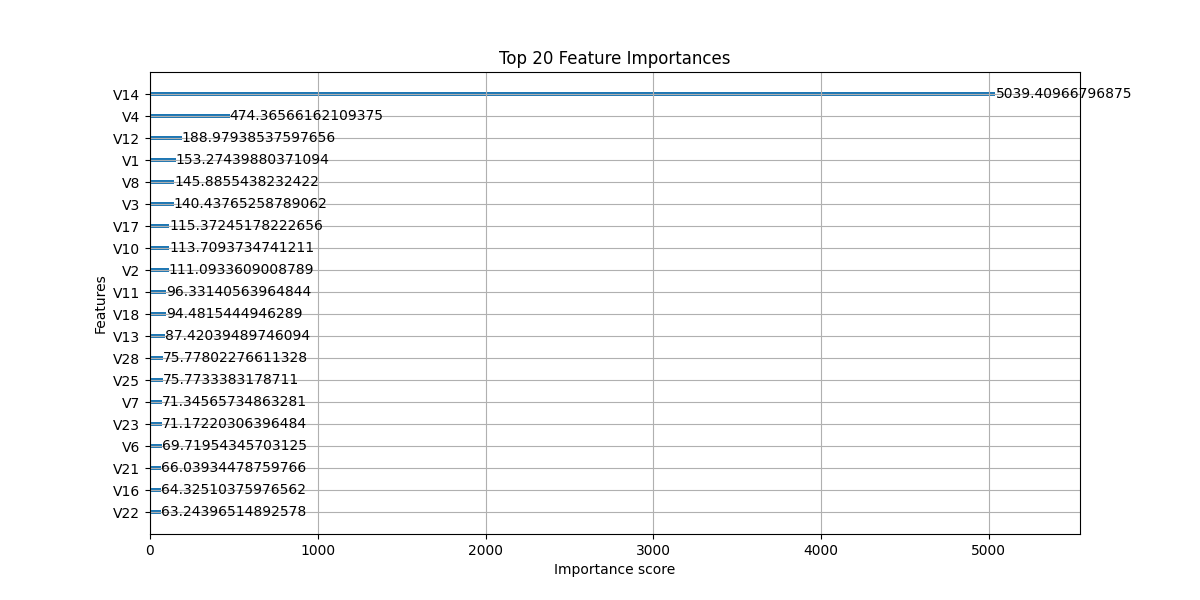 Top 20 Feature Importances
V14 5039.40966796875
V4 474.36566162109375
V12 188.97938537597656
V1 153.27439880371094
V8 145.8855438232422
V3 140.43765258789062
V17 115.37245178222656
V10 113.7093734741211
V2 111.0933609008789
V11 96.33140563964844
V18 94.4815444946289
V13 87.42039489746094
V28 75.77802276611328
V25 75.7733383178711
V7 71.34565734863281
V23 71.17220306396484
V6 69.71954345703125
V21 66.03934478759766
V16 64.32510375976562
V22 63.24396514892578
Features
0 1000 2000 3000 4000 5000
Importance score